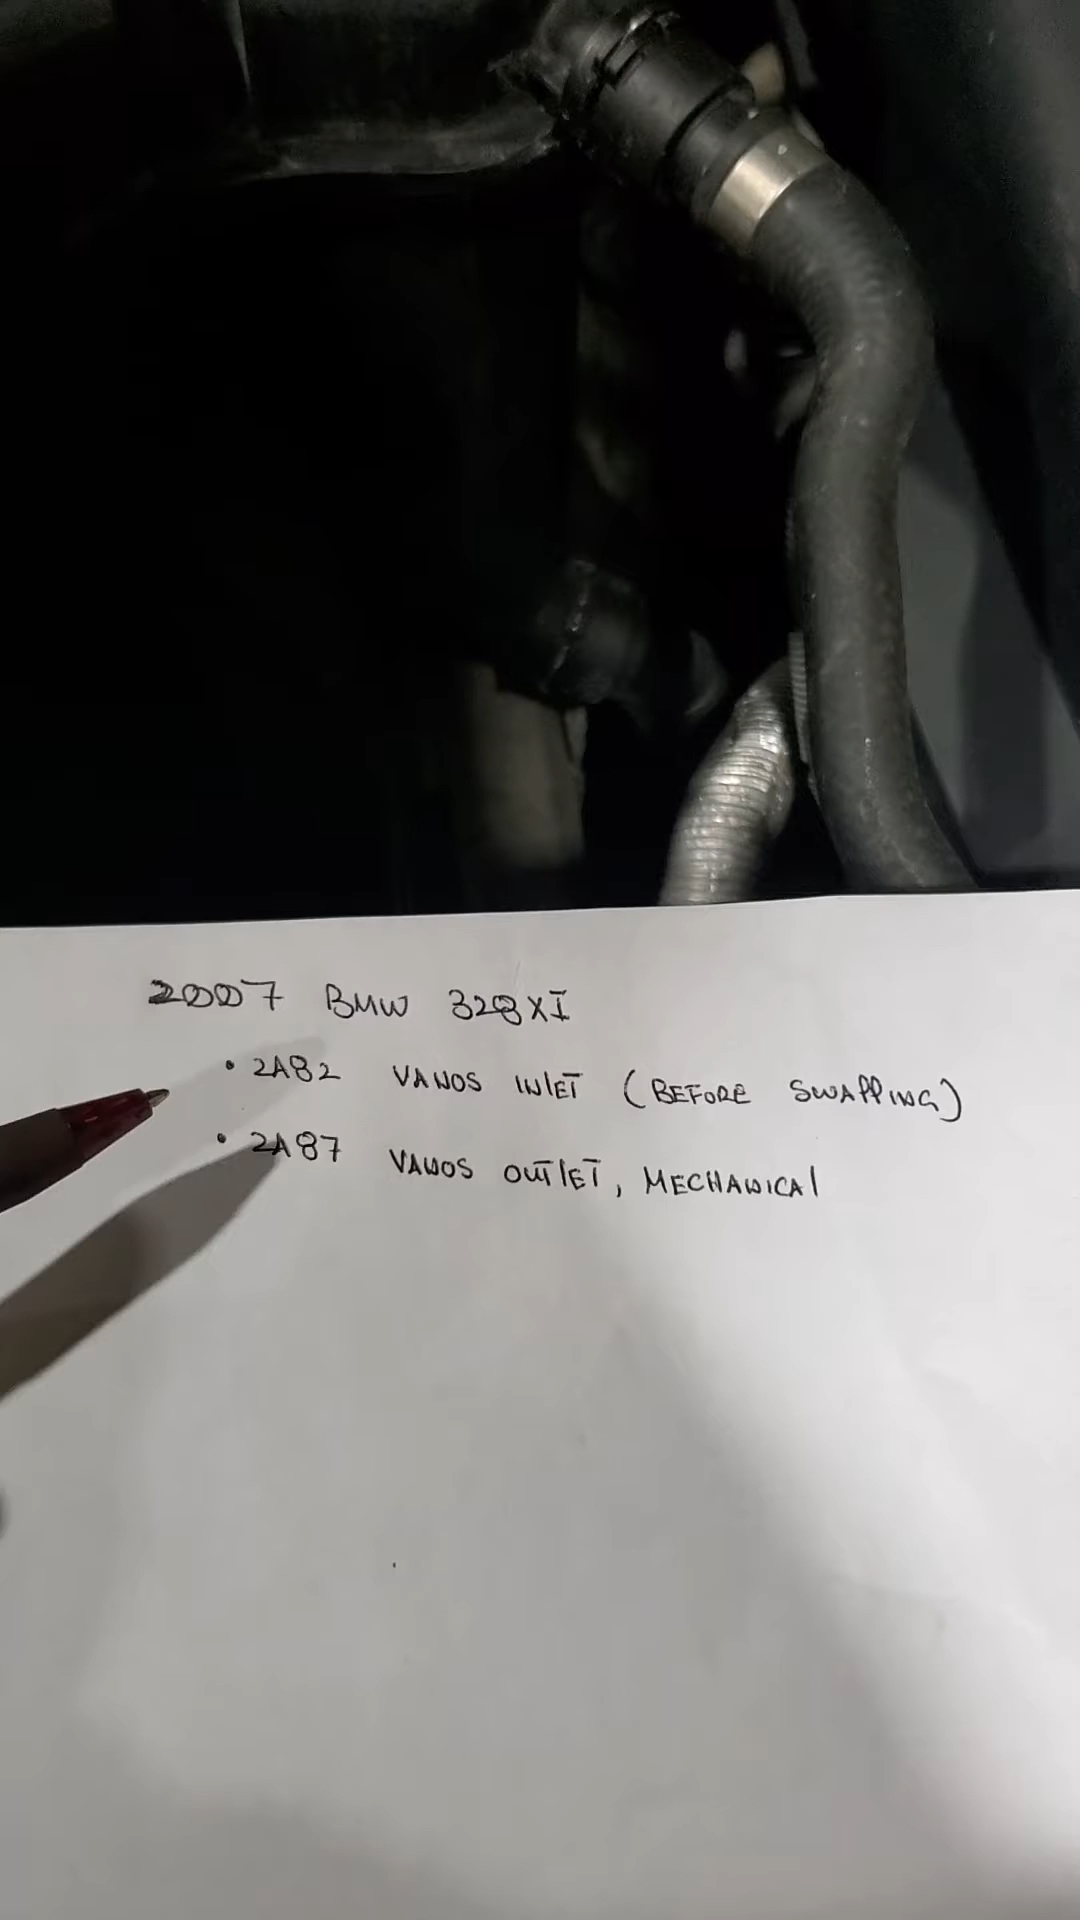 2007 BMW 328XI
• 2A82 VANOS INLET (BEFORE SWAPPING)
• 2A87 VANOS OUTLET, MECHANICAL